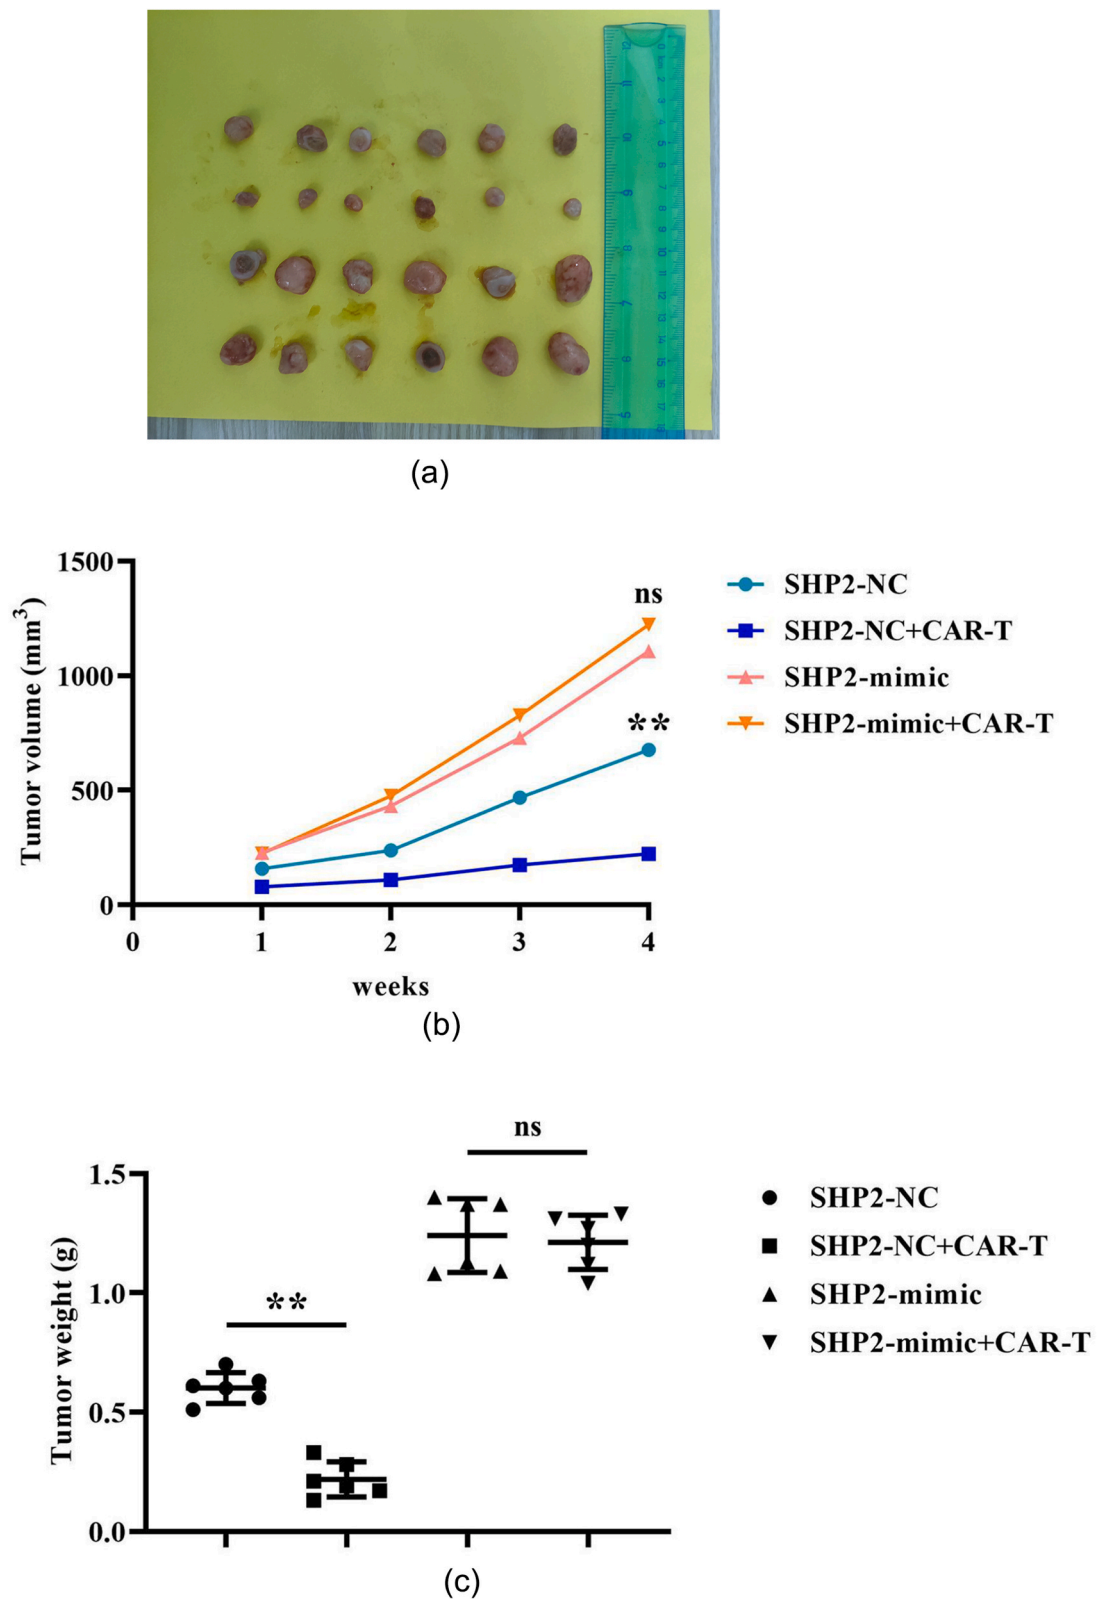 (a)
1500
1000
500
0
Tumor volume (mm³)
ns
**
0 1 2 3 4
weeks
SHP2-NC
SHP2-NC+CAR-T
SHP2-mimic
SHP2-mimic+CAR-T
(b)
1.5
1.0
0.5
0.0
Tumor weight (g)
**
ns
SHP2-NC
SHP2-NC+CAR-T
SHP2-mimic
SHP2-mimic+CAR-T
(c)